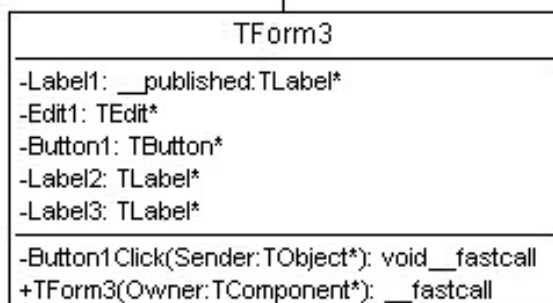 TForm3
-Label1: __published:TLabel*
-Edit1: TEdit*
-Button1: TButton*
-Label2: TLabel*
-Label3: TLabel*
-Button1Click(Sender:TObject*): void__fastcall
+TForm3(Owner:TComponent*): __fastcall